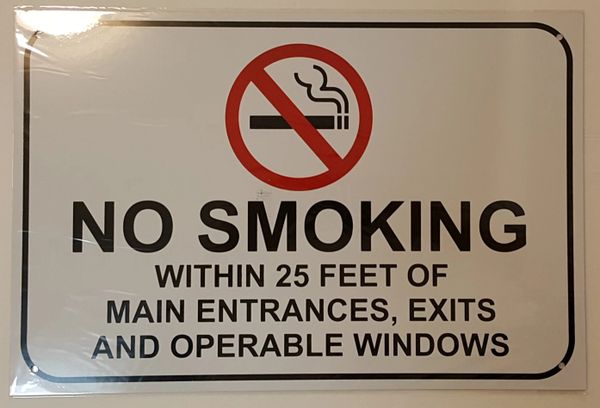 NO SMOKING
WITHIN 25 FEET OF
MAIN ENTRANCES, EXITS
AND OPERABLE WINDOWS